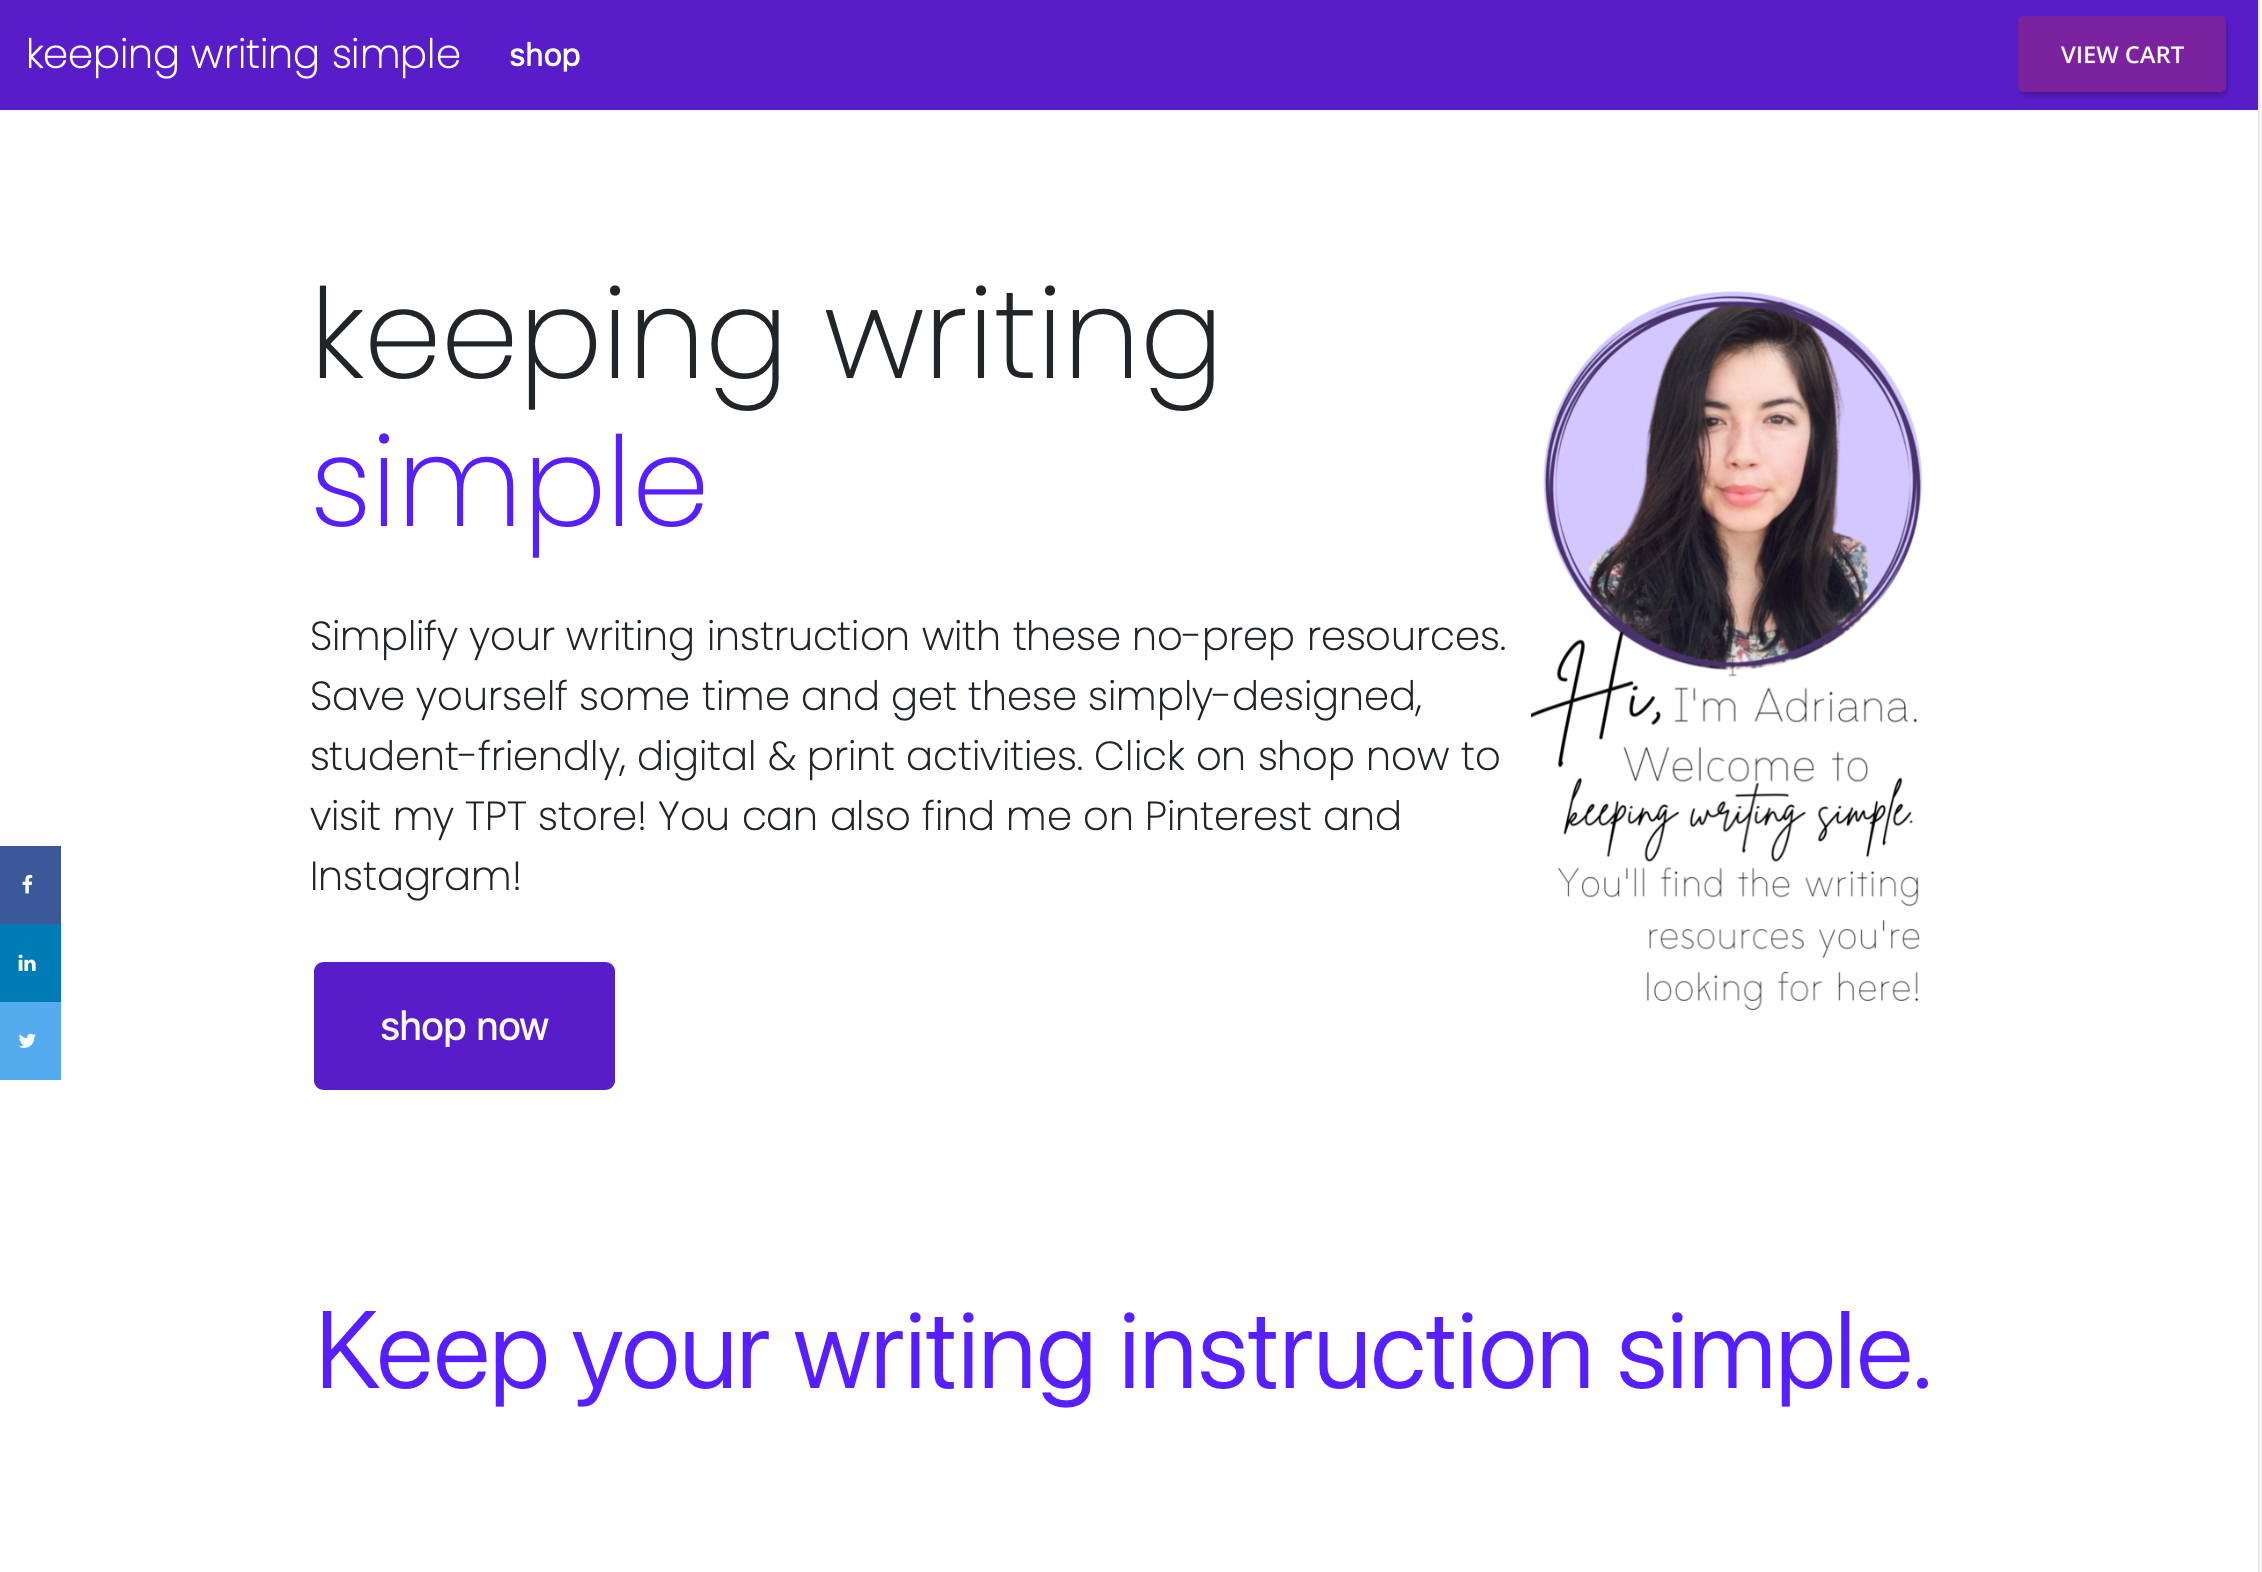 keeping writing simple shop VIEW CART
keeping writing
simple
Simplify your writing instruction with these no-prep resources.
Save yourself some time and get these simply-designed,
student-friendly, digital & print activities. Click on shop now to
visit my TPT store! You can also find me on Pinterest and
Instagram!
shop now
Hi, I'm Adriana.
Welcome to
keeping writing simple.
You'll find the writing
resources you're
looking for here!
f
in
Keep your writing instruction simple.